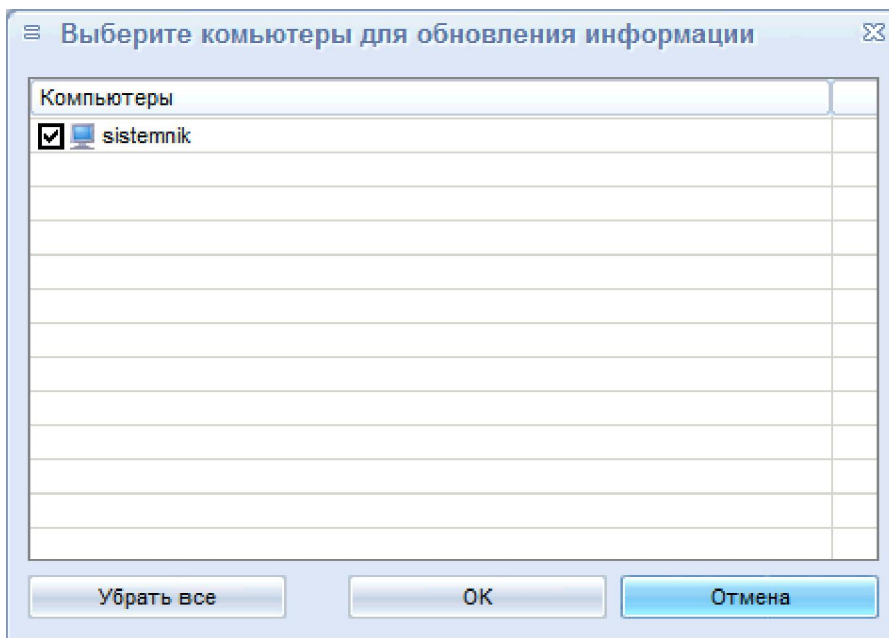 Выберите комьютеры для обновления информации
Компьютеры
sistemnik
Убрать все
OK
Отмена